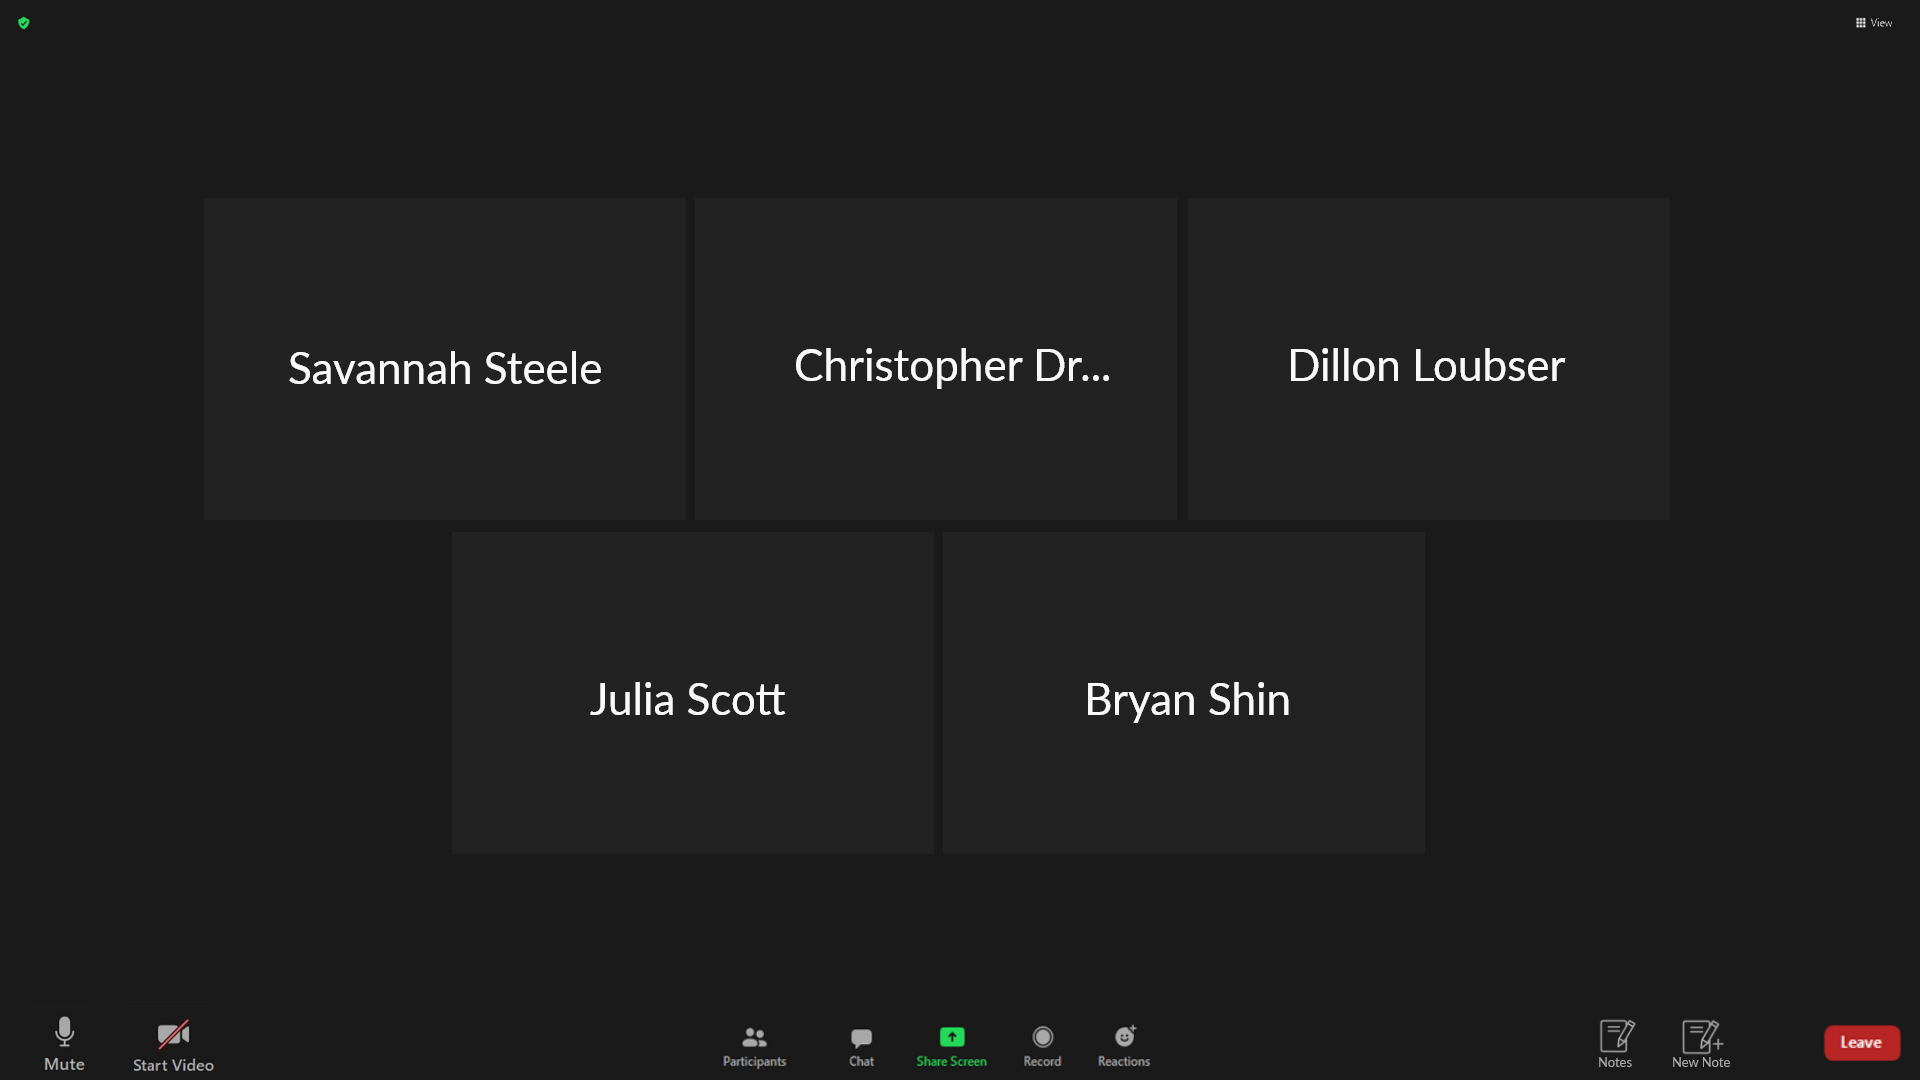 View
Savannah Steele
Christopher Dr...
Dillon Loubser
Julia Scott
Bryan Shin
Mute
Start Video
Participants
Chat
Share Screen
Record
Reactions
Notes
New Note
Leave